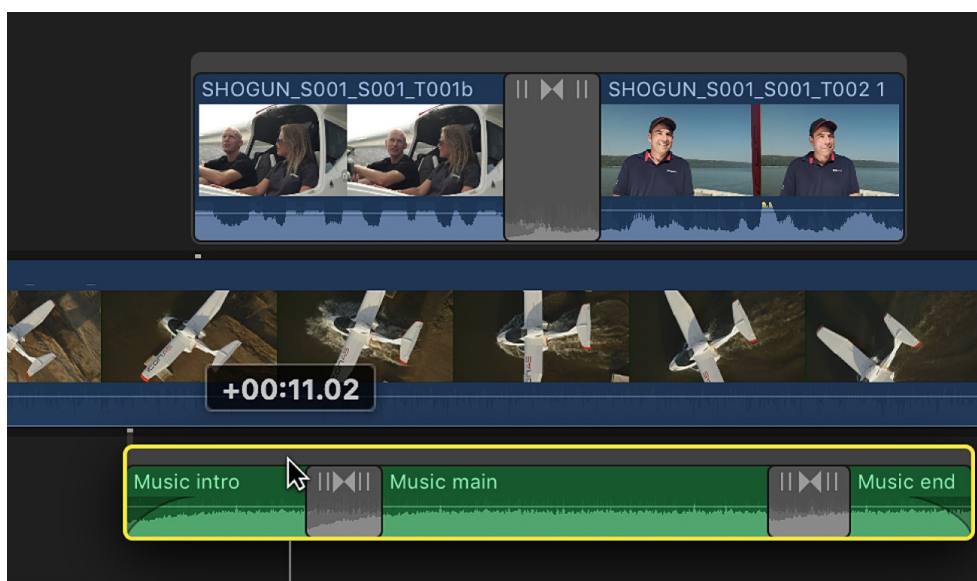 SHOGUN_S001_S001_T001b
SHOGUN_S001_S001_T002 1
+00:11.02
Music intro
Music main
Music end